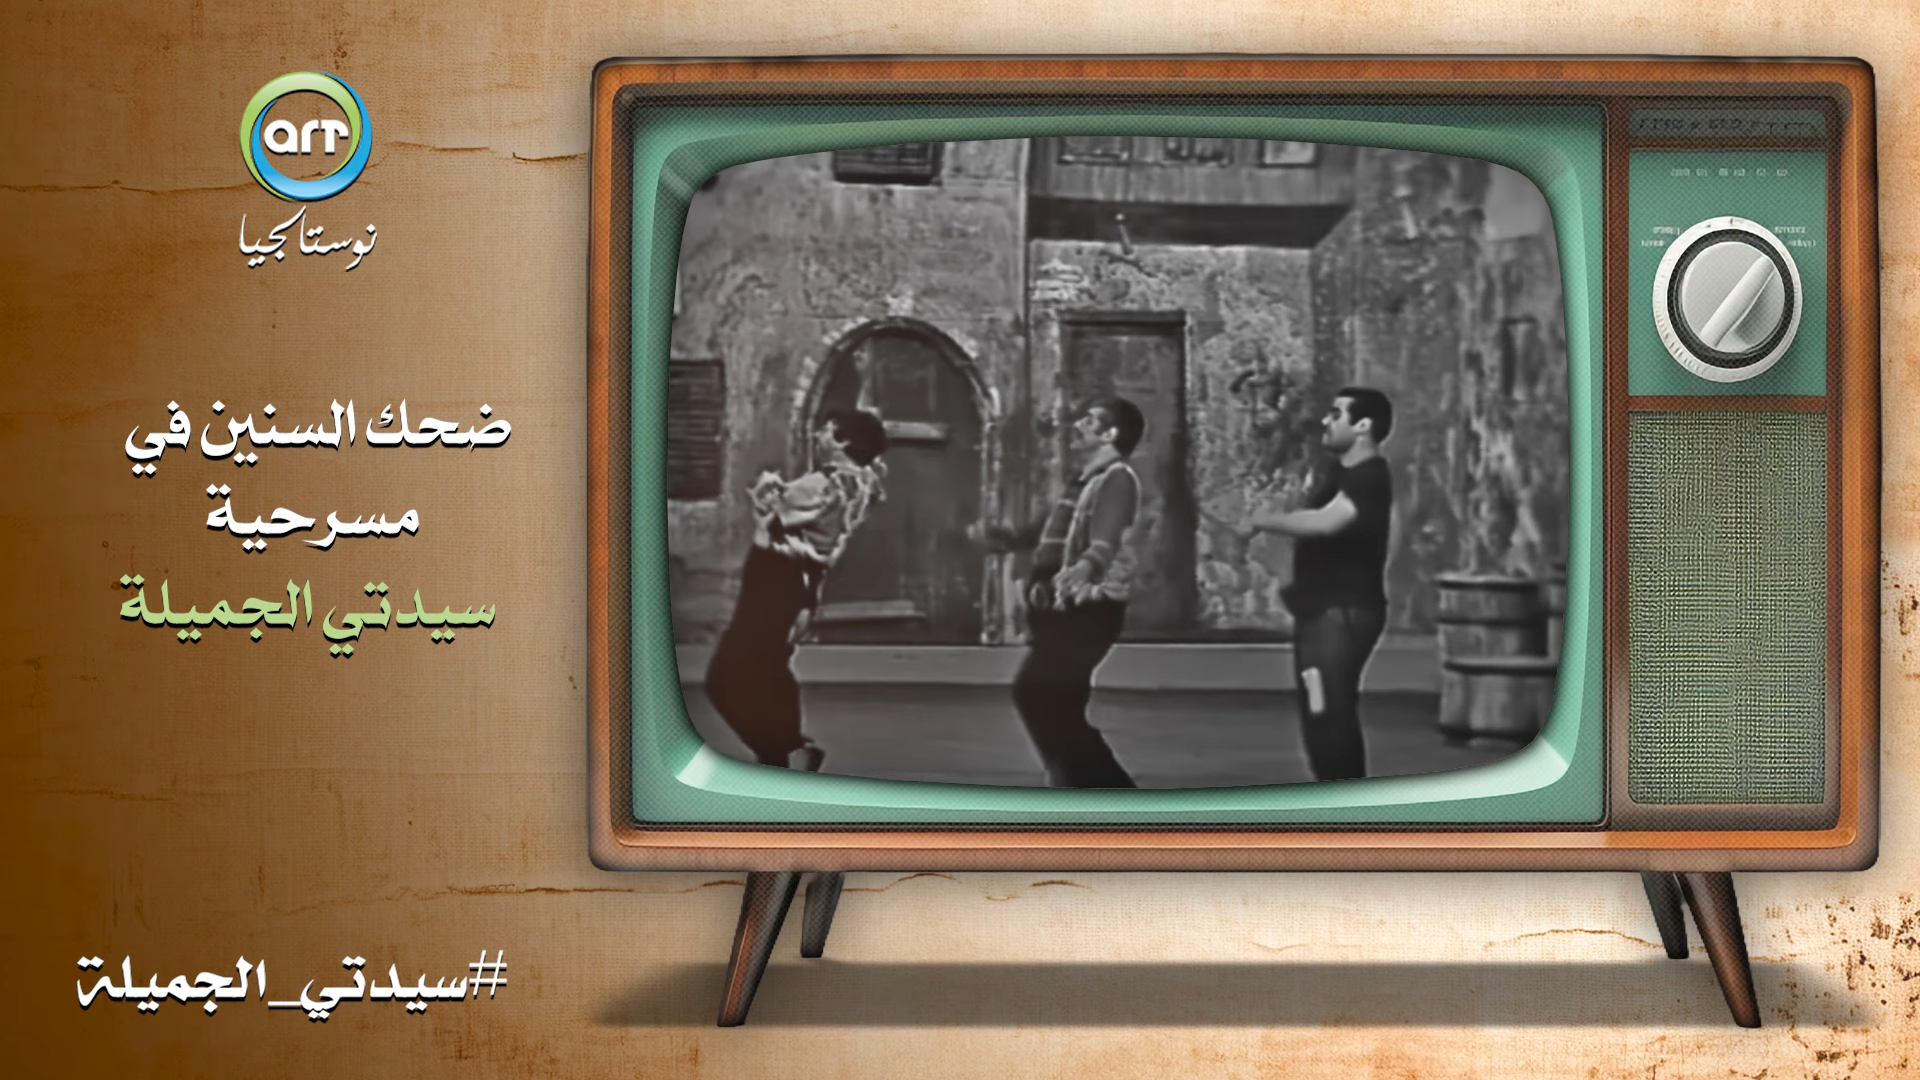 art
نوستالجيا
ضحك السنين في
مسرحية
سيدتي الجميلة
#سيدتي_الجميلة